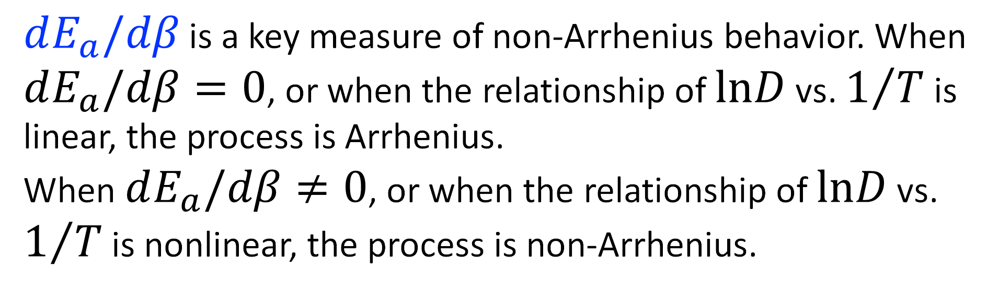 dEₐ/dβ is a key measure of non-Arrhenius behavior. When
dEₐ/dβ = 0, or when the relationship of lnD vs. 1/T is
linear, the process is Arrhenius.
When dEₐ/dβ ≠ 0, or when the relationship of lnD vs.
1/T is nonlinear, the process is non-Arrhenius.